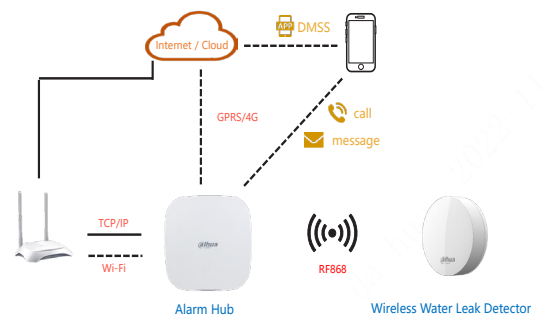 APP DMSS
Internet / Cloud
GPRS/4G
call
message
TCP/IP
Wi-Fi
alhua
RF868
Alarm Hub
Wireless Water Leak Detector